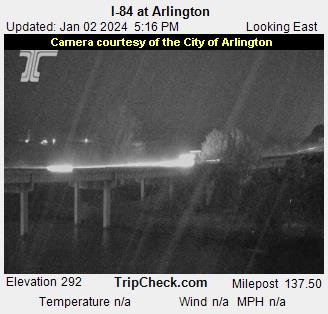 I-84 at Arlington
Updated: Jan 02 2024 5:16 PM Looking East
Camera courtesy of the City of Arlington
Elevation 292 TripCheck.com Milepost 137.50
Temperature n/a Wind n/a MPH n/a